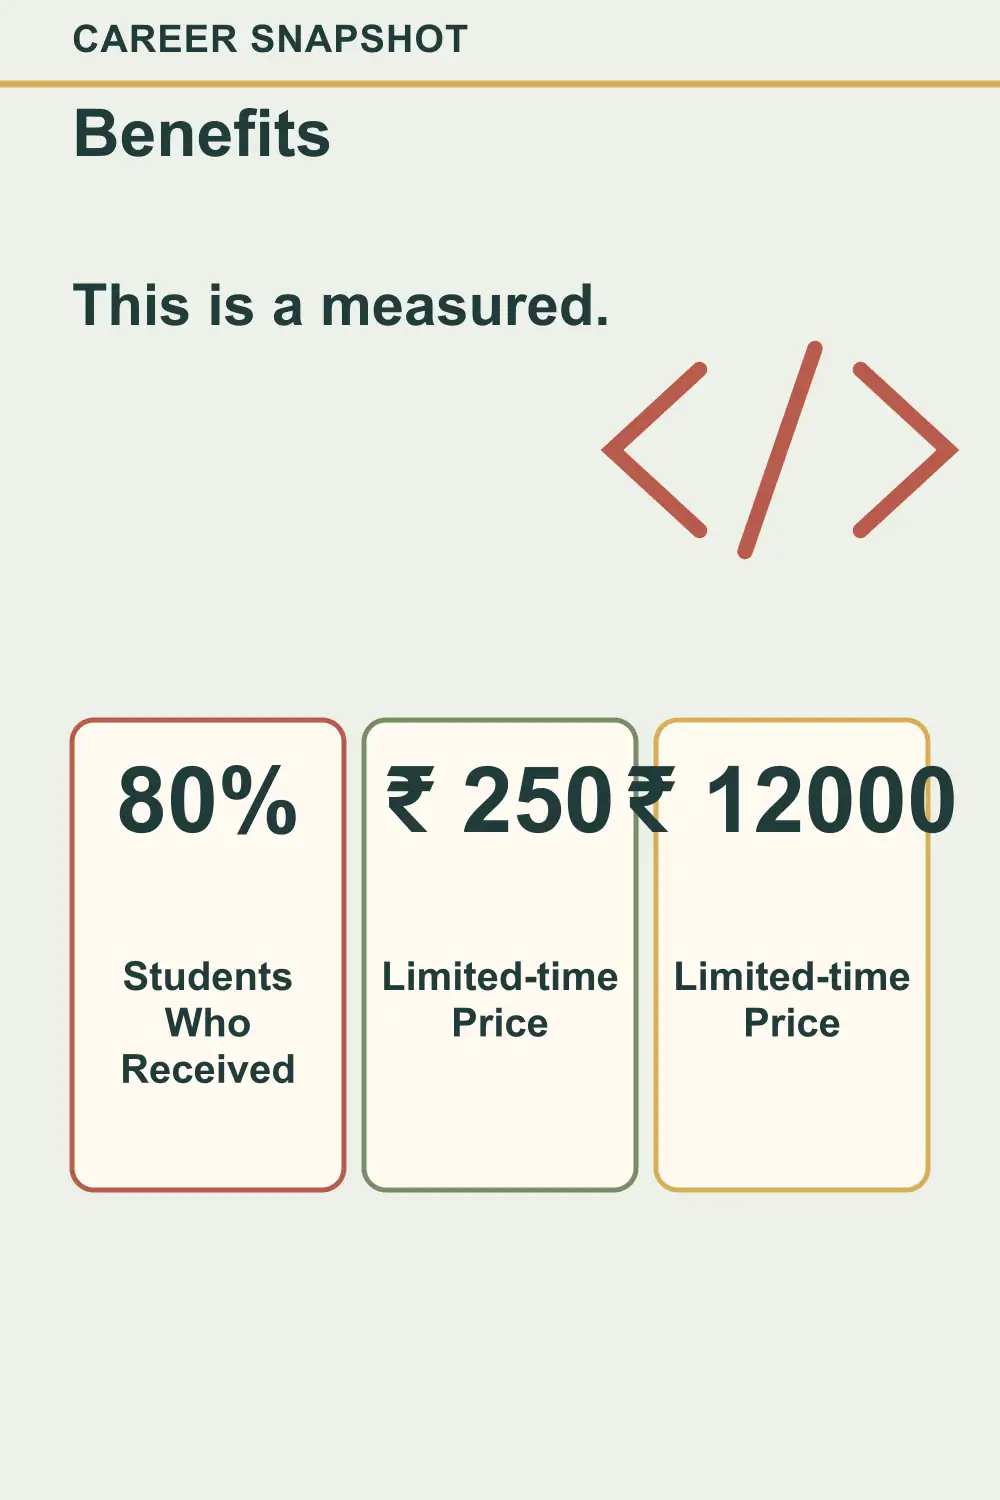 CAREER SNAPSHOT
Benefits
This is a measured.
</>
80%
₹ 250
₹ 12000
Students
Who
Received
Limited-time
Price
Limited-time
Price